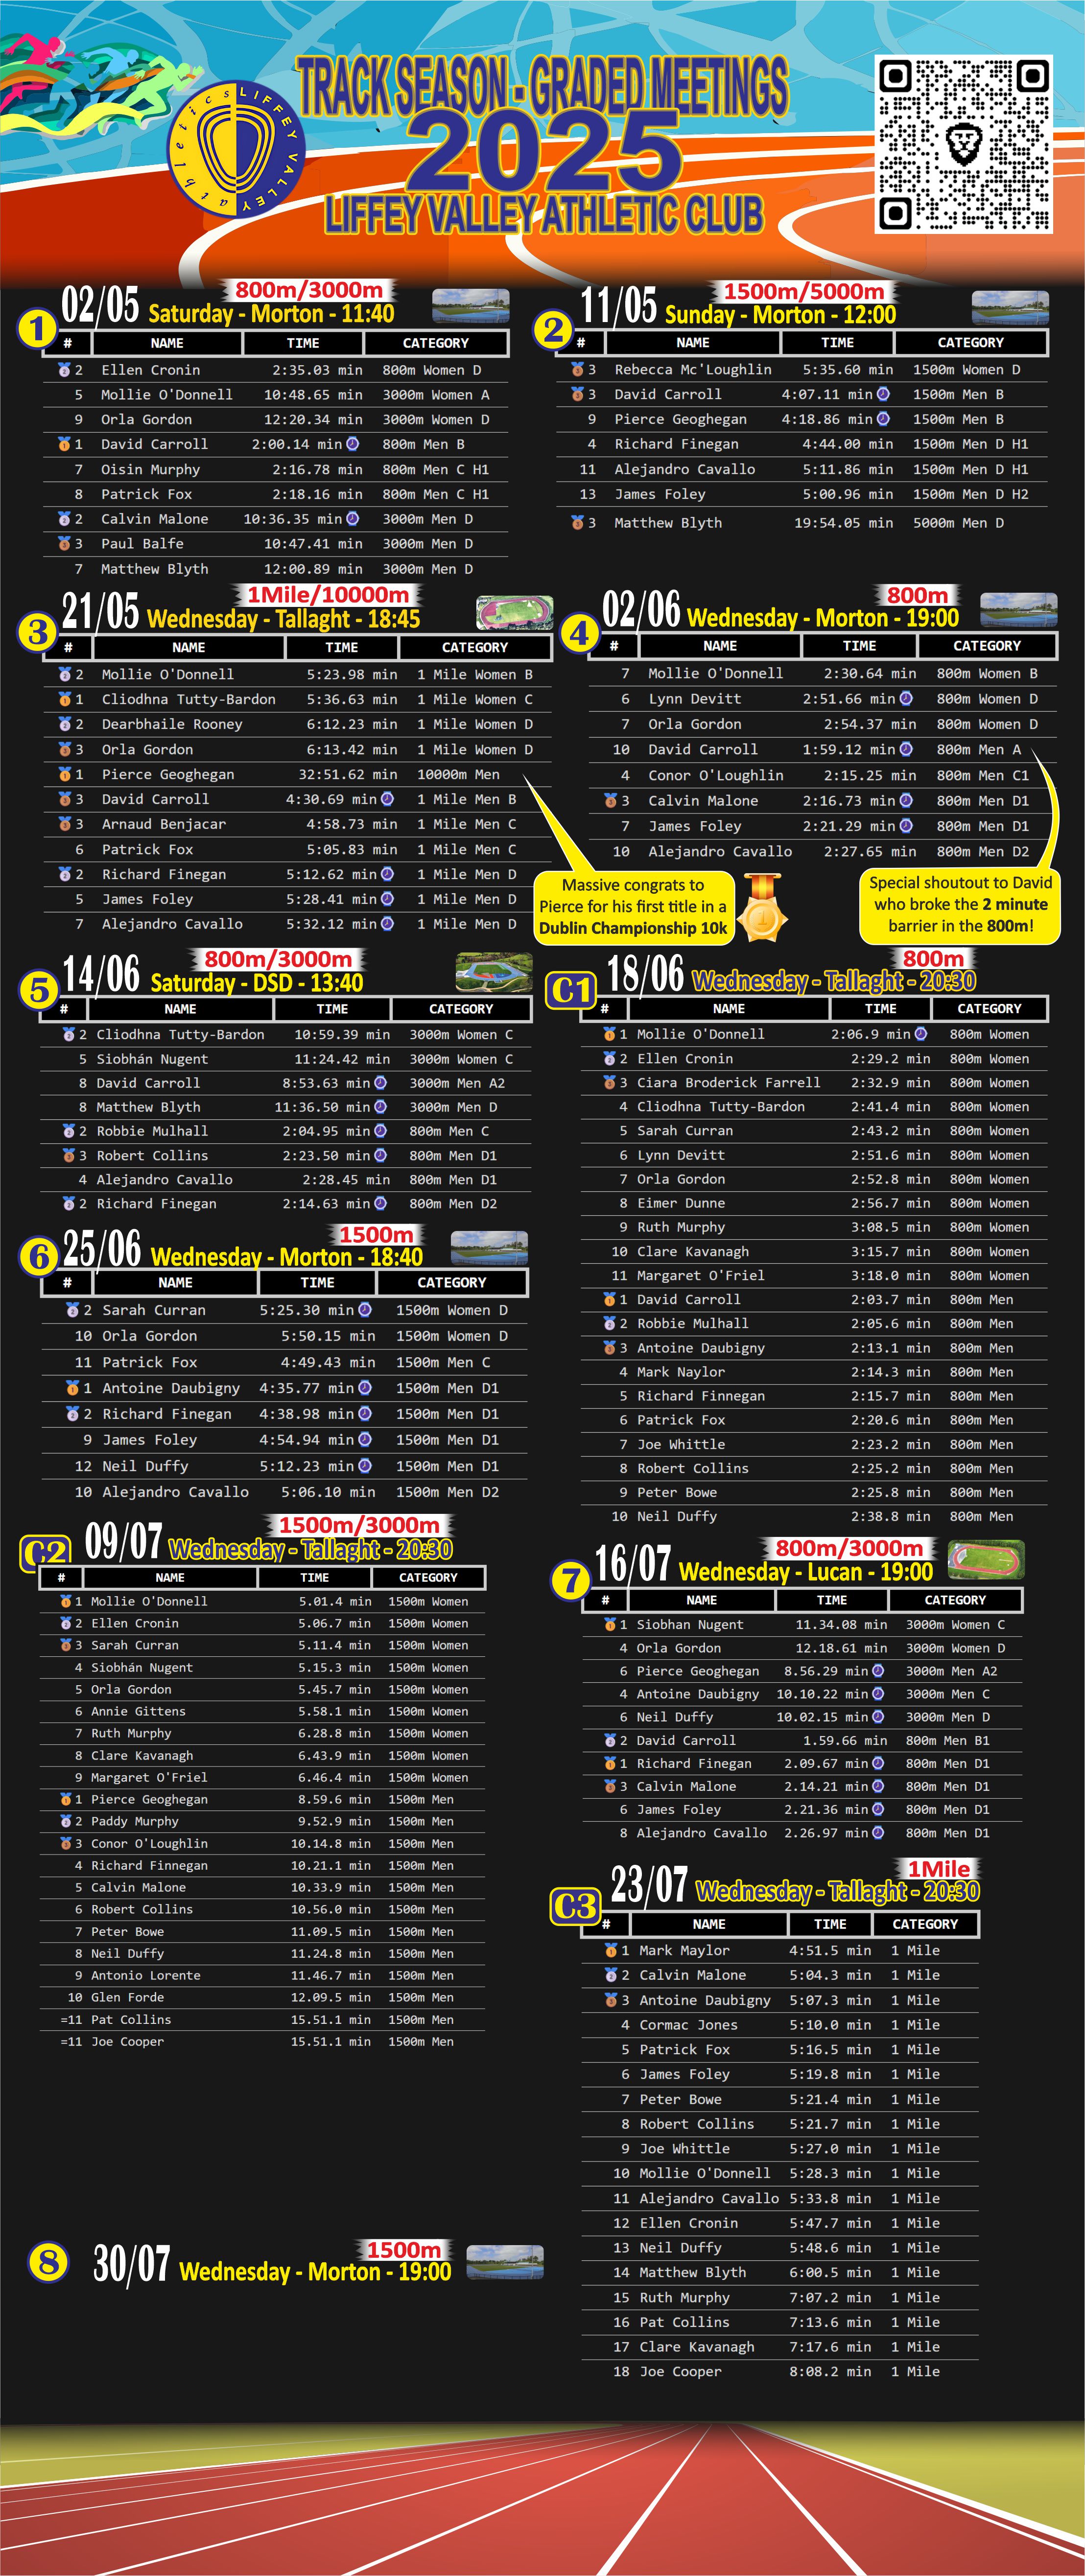 TRACK SEASON - GRADED MEETINGS
2025
LIFFEY VALLEY ATHLETIC CLUB
LIFFEY VALLEY athletics
1
02/05
800m/3000m
Saturday - Morton - 11:40
# NAME TIME CATEGORY
2 Ellen Cronin 2:35.03 min 800m Women D
5 Mollie O'Donnell 10:48.65 min 3000m Women A
9 Orla Gordon 12:20.34 min 3000m Women D
1 David Carroll 2:00.14 min 800m Men B
7 Oisin Murphy 2:16.78 min 800m Men C H1
8 Patrick Fox 2:18.16 min 800m Men C H1
2 Calvin Malone 10:36.35 min 3000m Men D
3 Paul Balfe 10:47.41 min 3000m Men D
7 Matthew Blyth 12:00.89 min 3000m Men D
2
11/05
1500m/5000m
Sunday - Morton - 12:00
# NAME TIME CATEGORY
3 Rebecca Mc'Loughlin 5:35.60 min 1500m Women D
3 David Carroll 4:07.11 min 1500m Men B
9 Pierce Geoghegan 4:18.86 min 1500m Men B
4 Richard Finegan 4:44.00 min 1500m Men D H1
11 Alejandro Cavallo 5:11.86 min 1500m Men D H1
13 James Foley 5:00.96 min 1500m Men D H2
3 Matthew Blyth 19:54.05 min 5000m Men D
3
21/05
1Mile/10000m
Wednesday - Tallaght - 18:45
# NAME TIME CATEGORY
2 Mollie O'Donnell 5:23.98 min 1 Mile Women B
1 Cliodhna Tutty-Bardon 5:36.63 min 1 Mile Women C
2 Dearbhaile Rooney 6:12.23 min 1 Mile Women D
3 Orla Gordon 6:13.42 min 1 Mile Women D
1 Pierce Geoghegan 32:51.62 min 10000m Men
3 David Carroll 4:30.69 min 1 Mile Men B
3 Arnaud Benjacar 4:58.73 min 1 Mile Men C
6 Patrick Fox 5:05.83 min 1 Mile Men C
2 Richard Finegan 5:12.62 min 1 Mile Men D
5 James Foley 5:28.41 min 1 Mile Men D
7 Alejandro Cavallo 5:32.12 min 1 Mile Men D
Massive congrats to
Pierce for his first title in a
Dublin Championship 10k
1
4
02/06
800m
Wednesday - Morton - 19:00
# NAME TIME CATEGORY
7 Mollie O'Donnell 2:30.64 min 800m Women B
6 Lynn Devitt 2:51.66 min 800m Women D
7 Orla Gordon 2:54.37 min 800m Women D
10 David Carroll 1:59.12 min 800m Men A
4 Conor O'Loughlin 2:15.25 min 800m Men C1
3 Calvin Malone 2:16.73 min 800m Men D1
7 James Foley 2:21.29 min 800m Men D1
10 Alejandro Cavallo 2:27.65 min 800m Men D2
Special shoutout to David
who broke the 2 minute
barrier in the 800m!
5
14/06
800m/3000m
Saturday - DSD - 13:40
# NAME TIME CATEGORY
2 Cliodhna Tutty-Bardon 10:59.39 min 3000m Women C
5 Siobhán Nugent 11:24.42 min 3000m Women C
8 David Carroll 8:53.63 min 3000m Men A2
8 Matthew Blyth 11:36.50 min 3000m Men D
2 Robbie Mulhall 2:04.95 min 800m Men C
3 Robert Collins 2:23.50 min 800m Men D1
4 Alejandro Cavallo 2:28.45 min 800m Men D1
2 Richard Finegan 2:14.63 min 800m Men D2
C1
18/06
800m
Wednesday - Tallaght - 20:30
# NAME TIME CATEGORY
1 Mollie O'Donnell 2:06.9 min 800m Women
2 Ellen Cronin 2:29.2 min 800m Women
3 Ciara Broderick Farrell 2:32.9 min 800m Women
4 Cliodhna Tutty-Bardon 2:41.4 min 800m Women
5 Sarah Curran 2:43.2 min 800m Women
6 Lynn Devitt 2:51.6 min 800m Women
7 Orla Gordon 2:52.8 min 800m Women
8 Eimer Dunne 2:56.7 min 800m Women
9 Ruth Murphy 3:08.5 min 800m Women
10 Clare Kavanagh 3:15.7 min 800m Women
11 Margaret O'Friel 3:18.0 min 800m Women
1 David Carroll 2:03.7 min 800m Men
2 Robbie Mulhall 2:05.6 min 800m Men
3 Antoine Daubigny 2:13.1 min 800m Men
4 Mark Naylor 2:14.3 min 800m Men
5 Richard Finnegan 2:15.7 min 800m Men
6 Patrick Fox 2:20.6 min 800m Men
7 Joe Whittle 2:23.2 min 800m Men
8 Robert Collins 2:25.2 min 800m Men
9 Peter Bowe 2:25.8 min 800m Men
10 Neil Duffy 2:38.8 min 800m Men
6
25/06
1500m
Wednesday - Morton - 18:40
# NAME TIME CATEGORY
2 Sarah Curran 5:25.30 min 1500m Women D
10 Orla Gordon 5:50.15 min 1500m Women D
11 Patrick Fox 4:49.43 min 1500m Men C
1 Antoine Daubigny 4:35.77 min 1500m Men D1
2 Richard Finegan 4:38.98 min 1500m Men D1
9 James Foley 4:54.94 min 1500m Men D1
12 Neil Duffy 5:12.23 min 1500m Men D1
10 Alejandro Cavallo 5:06.10 min 1500m Men D2
C2
09/07
1500m/3000m
Wednesday - Tallaght - 20:30
# NAME TIME CATEGORY
1 Mollie O'Donnell 5.01.4 min 1500m Women
2 Ellen Cronin 5.06.7 min 1500m Women
3 Sarah Curran 5.11.4 min 1500m Women
4 Siobhán Nugent 5.15.3 min 1500m Women
5 Orla Gordon 5.45.7 min 1500m Women
6 Annie Gittens 5.58.1 min 1500m Women
7 Ruth Murphy 6.28.8 min 1500m Women
8 Clare Kavanagh 6.43.9 min 1500m Women
9 Margaret O'Friel 6.46.4 min 1500m Women
1 Pierce Geoghegan 8.59.6 min 1500m Men
2 Paddy Murphy 9.52.9 min 1500m Men
3 Conor O'Loughlin 10.14.8 min 1500m Men
4 Richard Finnegan 10.21.1 min 1500m Men
5 Calvin Malone 10.33.9 min 1500m Men
6 Robert Collins 10.56.0 min 1500m Men
7 Peter Bowe 11.09.5 min 1500m Men
8 Neil Duffy 11.24.8 min 1500m Men
9 Antonio Lorente 11.46.7 min 1500m Men
10 Glen Forde 12.09.5 min 1500m Men
=11 Pat Collins 15.51.1 min 1500m Men
=11 Joe Cooper 15.51.1 min 1500m Men
7
16/07
800m/3000m
Wednesday - Lucan - 19:00
# NAME TIME CATEGORY
1 Siobhan Nugent 11.34.08 min 3000m Women C
4 Orla Gordon 12.18.61 min 3000m Women D
6 Pierce Geoghegan 8.56.29 min 3000m Men A2
4 Antoine Daubigny 10.10.22 min 3000m Men C
6 Neil Duffy 10.02.15 min 3000m Men D
2 David Carroll 1.59.66 min 800m Men B1
1 Richard Finegan 2.09.67 min 800m Men D1
3 Calvin Malone 2.14.21 min 800m Men D1
6 James Foley 2.21.36 min 800m Men D1
8 Alejandro Cavallo 2.26.97 min 800m Men D1
C3
23/07
1Mile
Wednesday - Tallaght - 20:30
# NAME TIME CATEGORY
1 Mark Maylor 4:51.5 min 1 Mile
2 Calvin Malone 5:04.3 min 1 Mile
3 Antoine Daubigny 5:07.3 min 1 Mile
4 Cormac Jones 5:10.0 min 1 Mile
5 Patrick Fox 5:16.5 min 1 Mile
6 James Foley 5:19.8 min 1 Mile
7 Peter Bowe 5:21.4 min 1 Mile
8 Robert Collins 5:21.7 min 1 Mile
9 Joe Whittle 5:27.0 min 1 Mile
10 Mollie O'Donnell 5:28.3 min 1 Mile
11 Alejandro Cavallo 5:33.8 min 1 Mile
12 Ellen Cronin 5:47.7 min 1 Mile
13 Neil Duffy 5:48.6 min 1 Mile
14 Matthew Blyth 6:00.5 min 1 Mile
15 Ruth Murphy 7:07.2 min 1 Mile
16 Pat Collins 7:13.6 min 1 Mile
17 Clare Kavanagh 7:17.6 min 1 Mile
18 Joe Cooper 8:08.2 min 1 Mile
8
30/07
1500m
Wednesday - Morton - 19:00